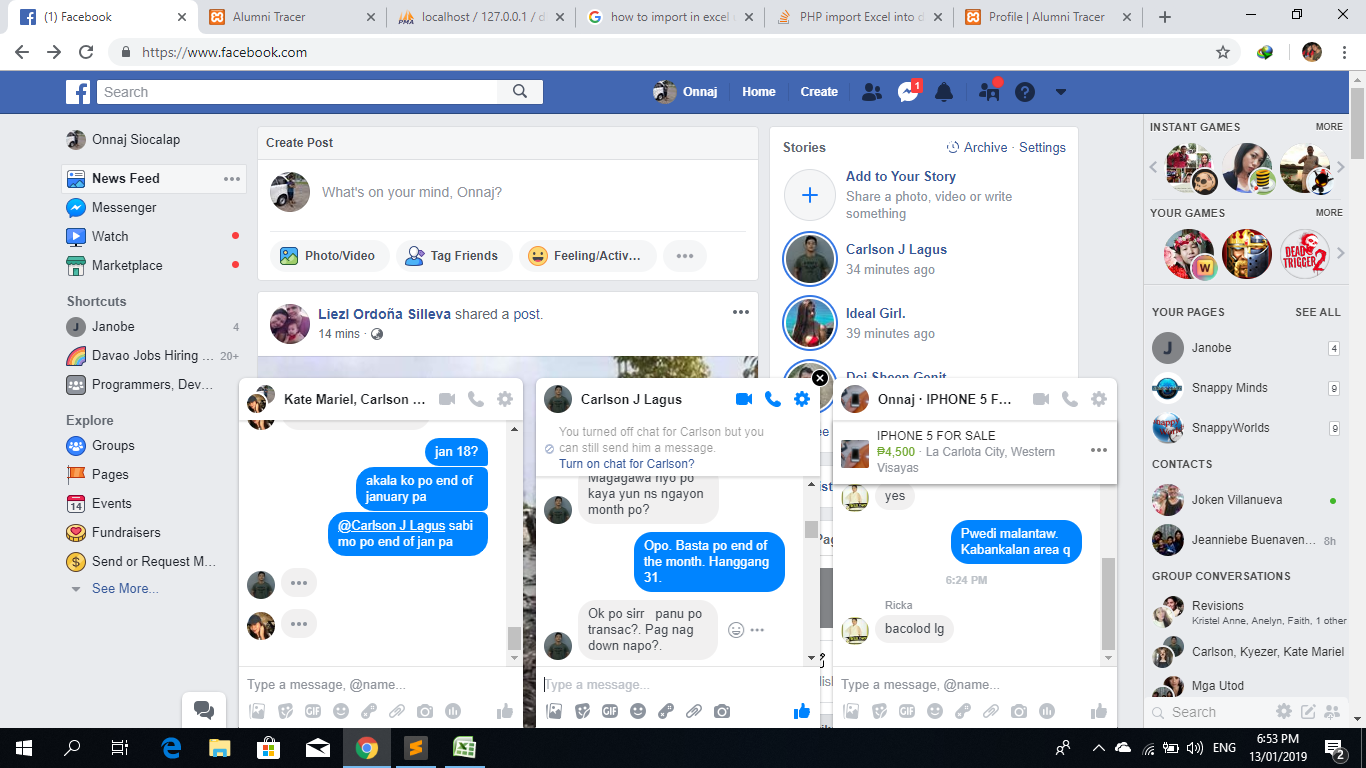 (1) Facebook
Alumni Tracer
localhost / 127.0.0.1 / d
how to import in excel
PHP import Excel into d
Profile | Alumni Tracer
https://www.facebook.com
Search
Onnaj
Home
Create
1
Onnaj Siocalap
News Feed
Messenger
Watch
Marketplace
Shortcuts
Janobe 4
Davao Jobs Hiring ... 20+
Programmers, Dev...
Explore
Groups
Pages
14
Events
Fundraisers
Send or Request M...
See More...
Create Post
What's on your mind, Onnaj?
Photo/Video
Tag Friends
Feeling/Activ...
Liezl Ordoña Silleva shared a post.
14 mins ·
Stories
Archive · Settings
Add to Your Story
Share a photo, video or write
something
Carlson J Lagus
34 minutes ago
Ideal Girl.
39 minutes ago
Kate Mariel, Carlson ...
jan 18?
akala ko po end of
january pa
@Carlson J Lagus sabi
mo po end of jan pa
Type a message, @name...
GIF
Carlson J Lagus
You turned off chat for Carlson but you
can still send him a message.
Turn on chat for Carlson?
Magagawa nyo po
kaya yun ns ngayon
month po?
Opo. Basta po end of
the month. Hanggang
31.
Ok po sirr panu po
transac?. Pag nag
down napo?.
Type a message...
GIF
Onnaj · IPHONE 5 F...
IPHONE 5 FOR SALE
₱4,500 · La Carlota City, Western
Visayas
yes
Pwedi malantaw.
Kabankalan area q
6:24 PM
Ricka
bacolod lg
Type a message, @name...
GIF
INSTANT GAMES MORE
YOUR GAMES MORE
W
DEAD
TRIGGER
2
YOUR PAGES SEE ALL
J
Janobe 4
Snappy Minds 9
SnappyWorlds 9
CONTACTS
Joken Villanueva
Jeanniebe Buenaven... 8h
GROUP CONVERSATIONS
Revisions
Kristel Anne, Anelyn, Faith, 1 other
Carlson, Kyezer, Kate Mariel
Mga Utod
Search
ENG
6:53 PM
13/01/2019
2